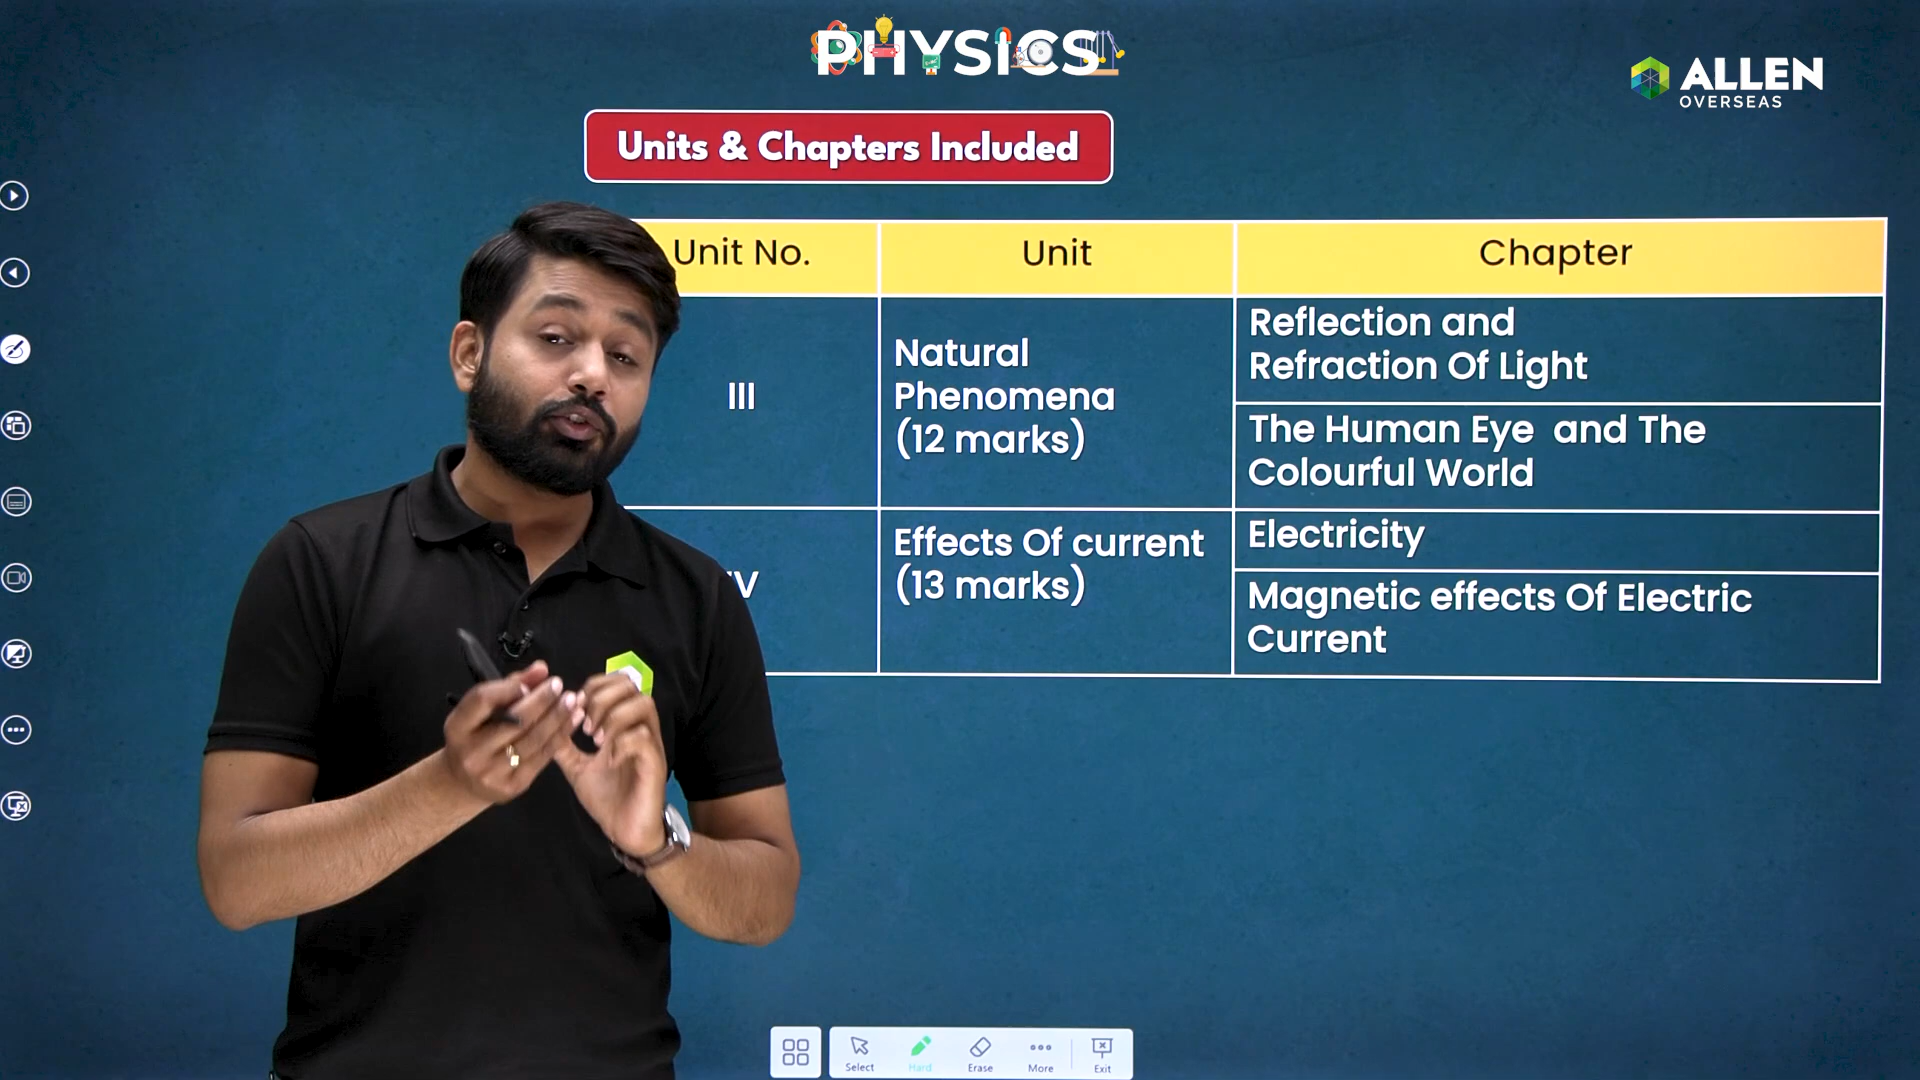 PHYSICS
ALLEN
OVERSEAS
Units & Chapters Included
Unit No.
Unit
Chapter
III
Natural
Phenomena
(12 marks)
Reflection and
Refraction Of Light
The Human Eye and The
Colourful World
IV
Effects Of current
(13 marks)
Electricity
Magnetic effects Of Electric
Current
Select
Hard
Erase
More
Exit